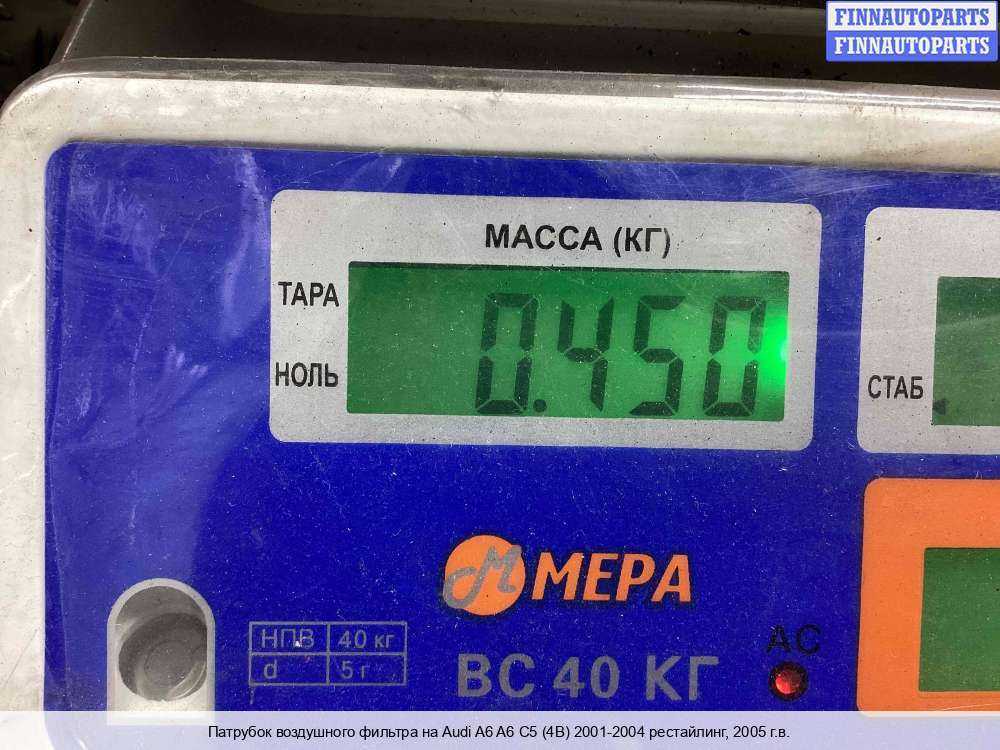 FINNAUTOPARTS
FINNAUTOPARTS
МАССА (КГ)
ТАРА
0.450
НОЛЬ
СТАБ
М МЕРА
НПВ 40 кг
d 5 г
ВС 40 КГ
АС
Патрубок воздушного фильтра на Audi A6 A6 C5 (4B) 2001-2004 рестайлинг, 2005 г.в.